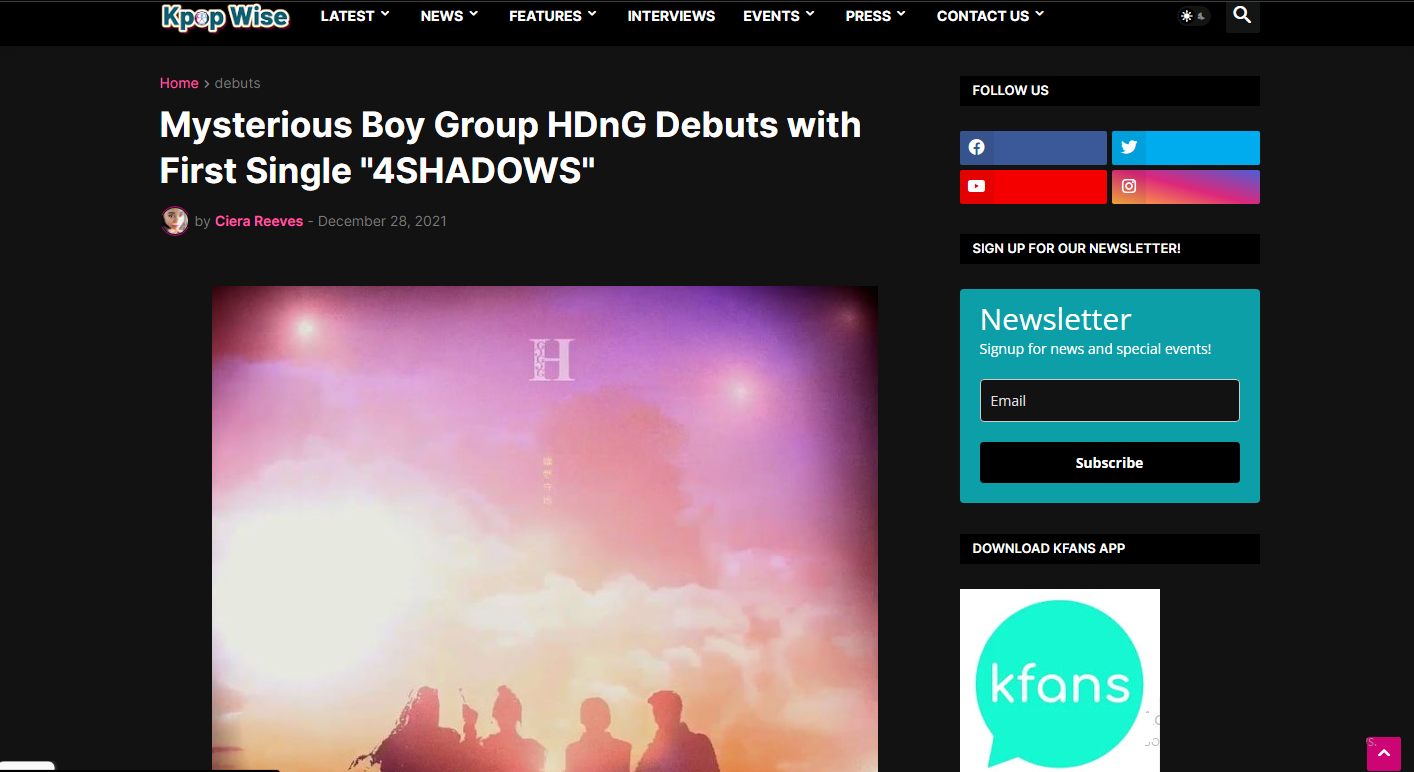 Kpop Wise
LATEST
NEWS
FEATURES
INTERVIEWS
EVENTS
PRESS
CONTACT US
Home > debuts
Mysterious Boy Group HDnG Debuts with
First Single "4SHADOWS"
by Ciera Reeves - December 28, 2021
H
FOLLOW US
SIGN UP FOR OUR NEWSLETTER!
Newsletter
Signup for news and special events!
Email
Subscribe
DOWNLOAD KFANS APP
kfans